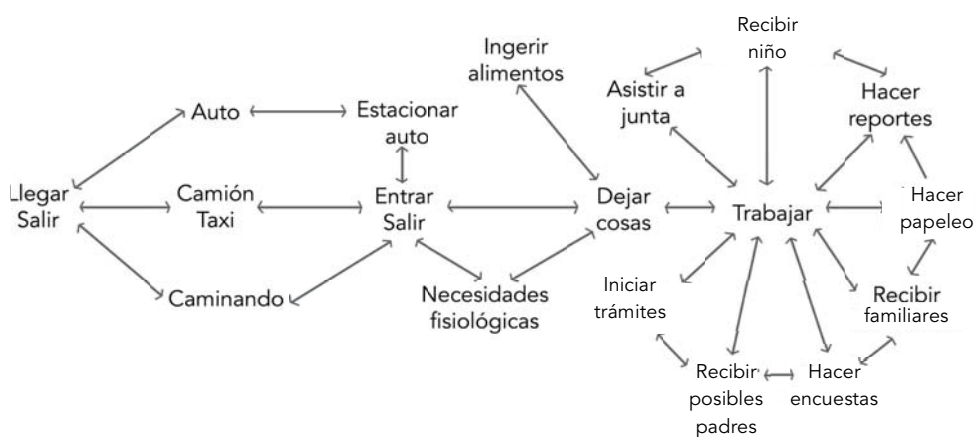 Recibir
niño
Ingerir
alimentos
Asistir a
junta
Hacer
reportes
Auto
Estacionar
auto
Llegar
Salir
Camión
Taxi
Entrar
Salir
Dejar
cosas
Trabajar
Hacer
papeleo
Caminando
Necesidades
fisiológicas
Iniciar
trámites
Recibir
familiares
Recibir
posibles
padres
Hacer
encuestas